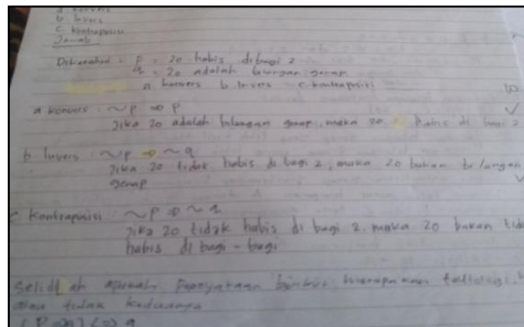 a. konvers
b. Invers
c. kontraposisi
Jawab:
Diketahui = p = 20 habis dibagi 2
q = 20 adalah bilangan genap
a konvers b. Invers c. kontraposisi
a konvers : ~p => p
Jika 20 adalah bilangan genap, maka 20 habis di bagi 2
b Invers : ~p => ~q
Jika 20 tidak habis di bagi 2, maka 20 bukan bilangan
genap
c kontraposisi : ~p => ~q
Jika 20 tidak habis di bagi 2, maka 20 bukan
habis di bagi - bagi
apakah Pernyataan berikut merupakan tautologi,
atau tidak keduanya